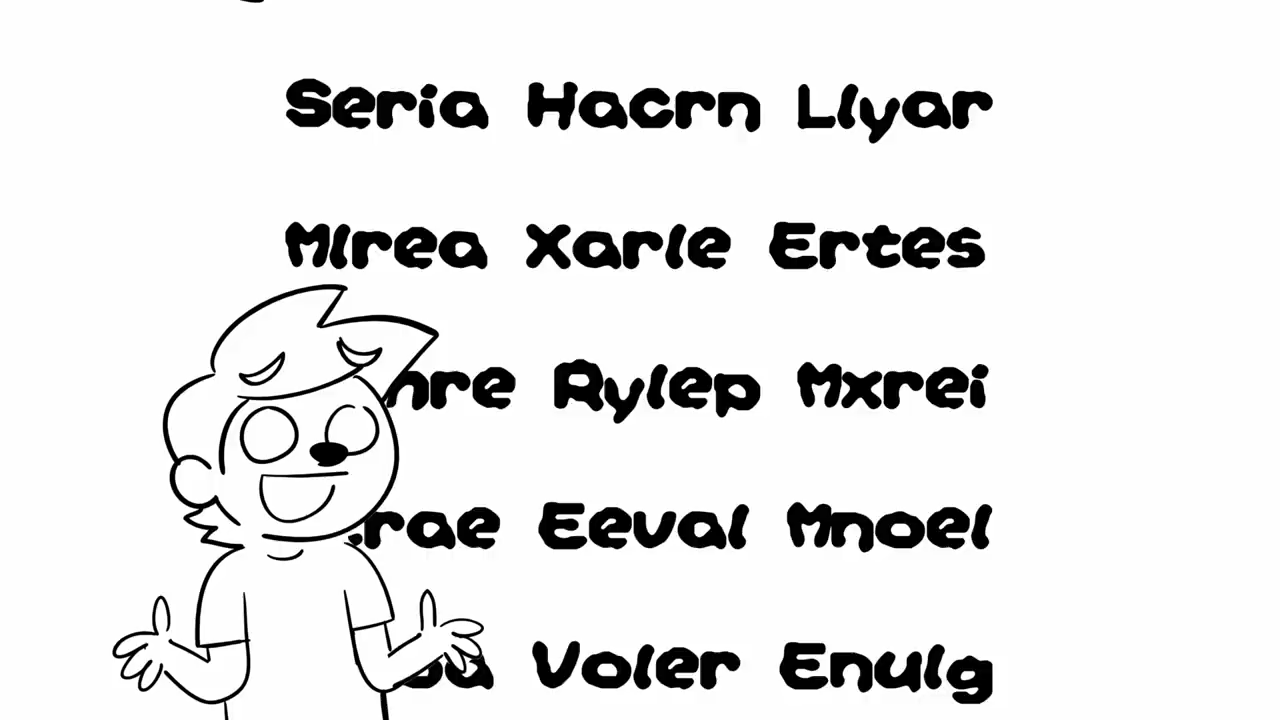 Seria Hacrn Llyar
Mlrea Xarle Ertes
Rylep Mxrei
Eeval Mnoel
Voler Enulg